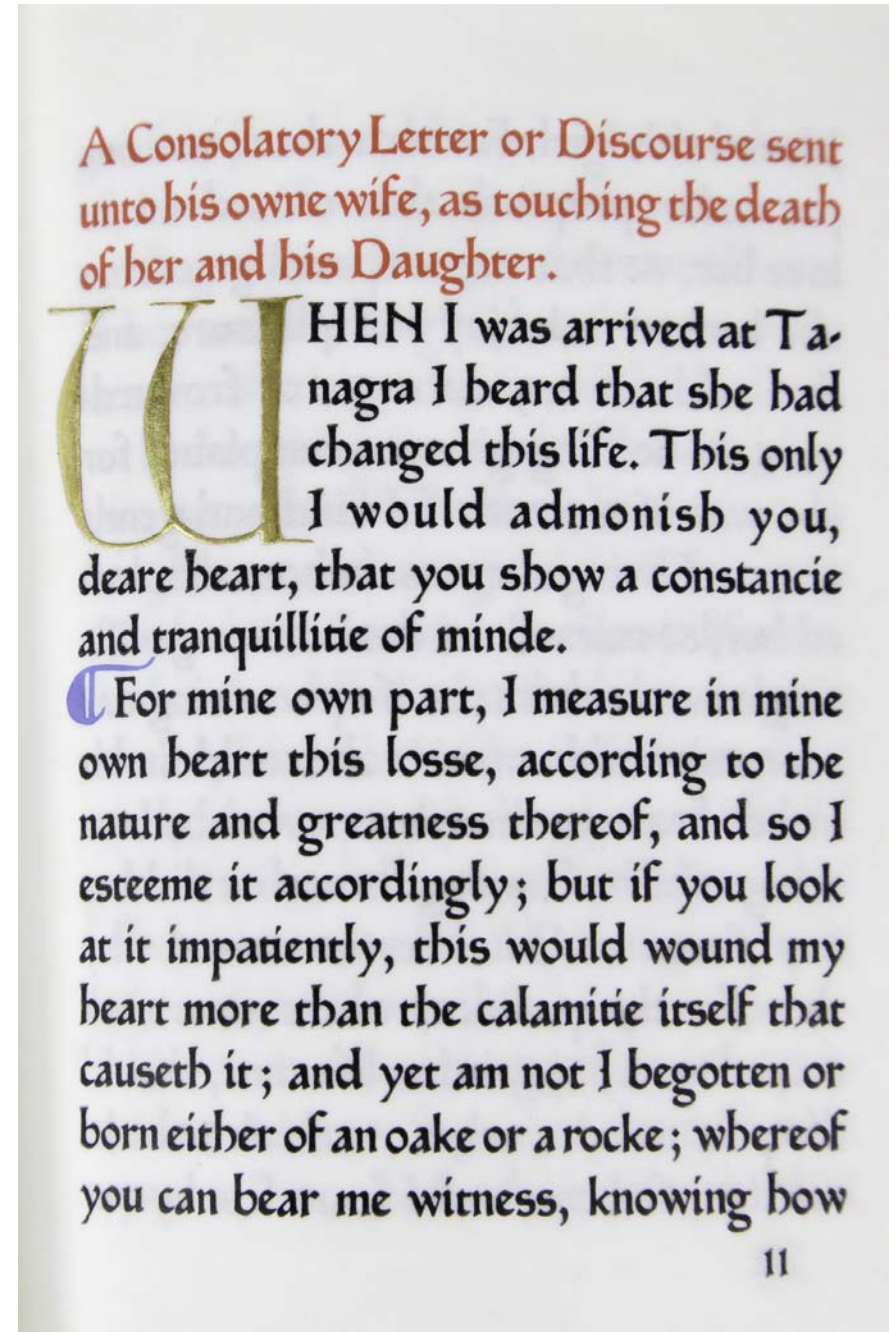 A Consolatory Letter or Discourse sent
unto his owne wife, as touching the death
of her and his Daughter.
WHEN I was arrived at Ta-
nagra I heard that she had
changed this life. This only
I would admonish you,
deare heart, that you show a constancie
and tranquillitie of minde.
¶ For mine own part, I measure in mine
own heart this losse, according to the
nature and greatness thereof, and so I
esteeme it accordingly; but if you look
at it impatiently, this would wound my
heart more than the calamitie itself that
causeth it; and yet am not I begotten or
born either of an oake or a rocke; whereof
you can bear me witness, knowing how
11